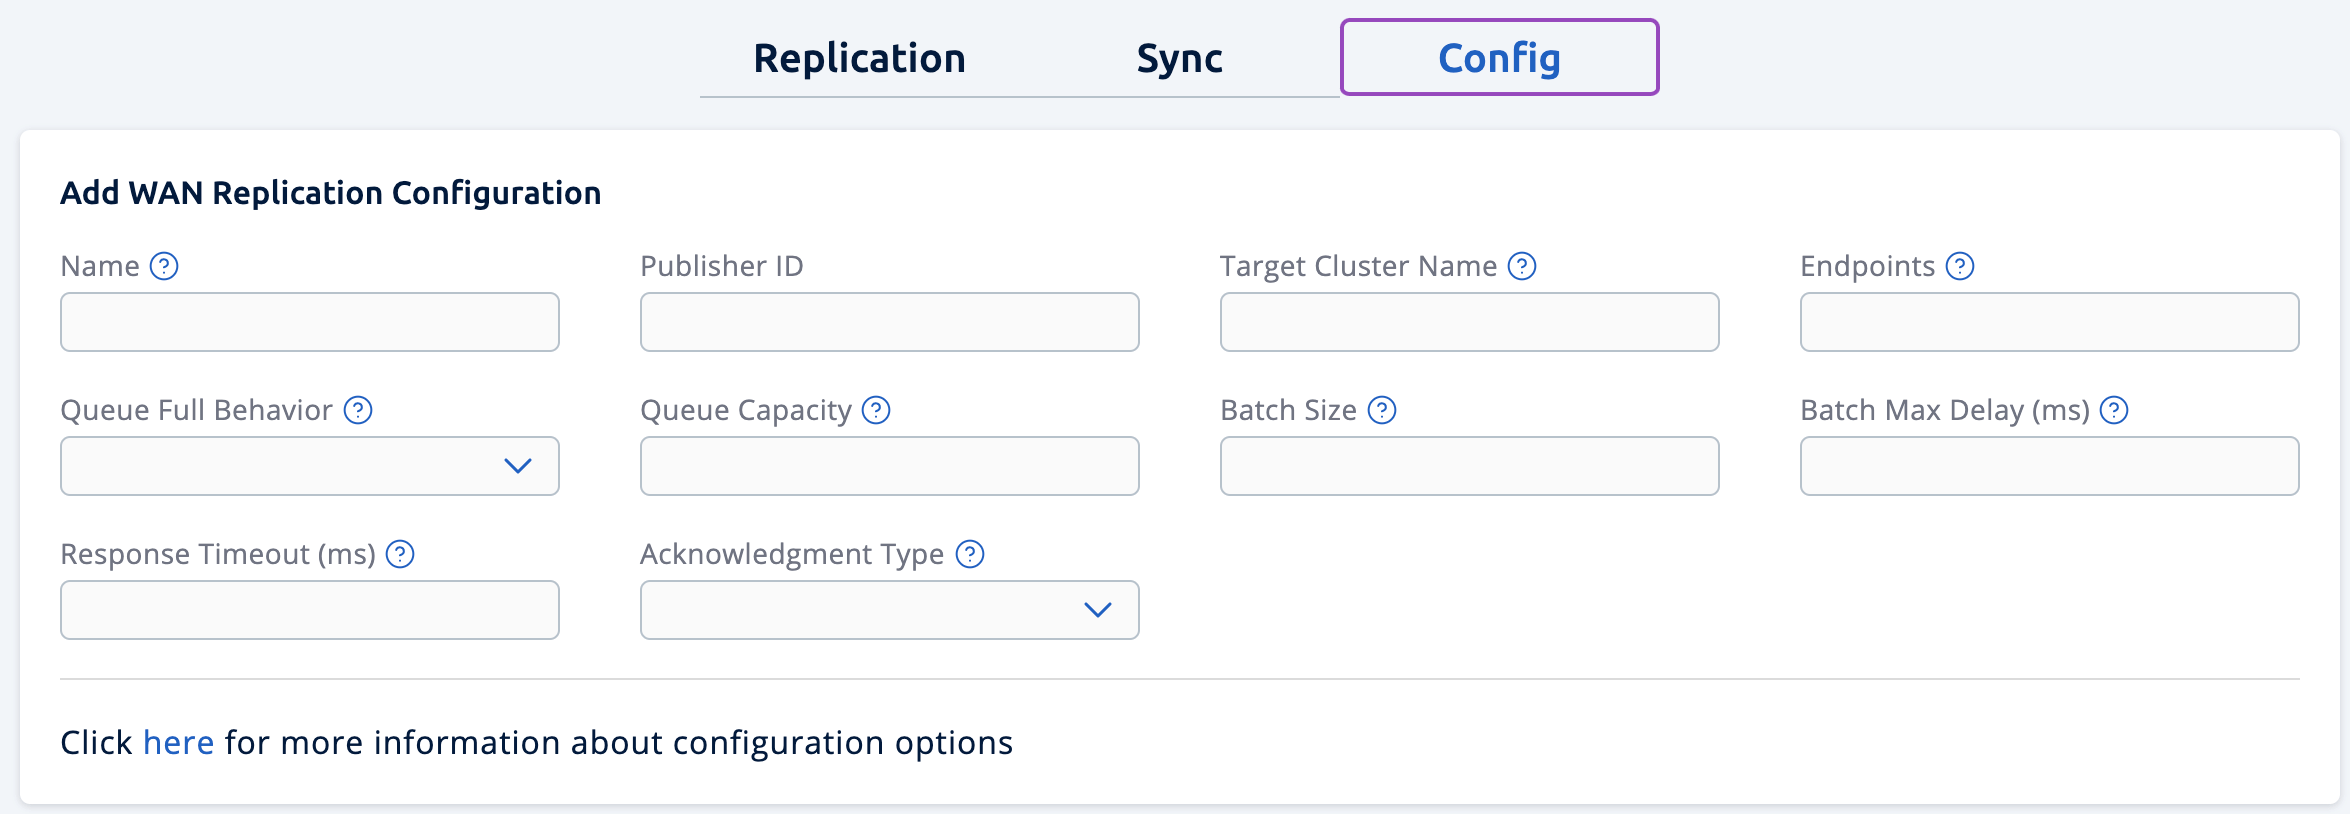 Replication Sync Config
Add WAN Replication Configuration
Name ? Publisher ID Target Cluster Name ? Endpoints ?
Queue Full Behavior ? Queue Capacity ? Batch Size ? Batch Max Delay (ms) ?
Response Timeout (ms) ? Acknowledgment Type ?
Click here for more information about configuration options